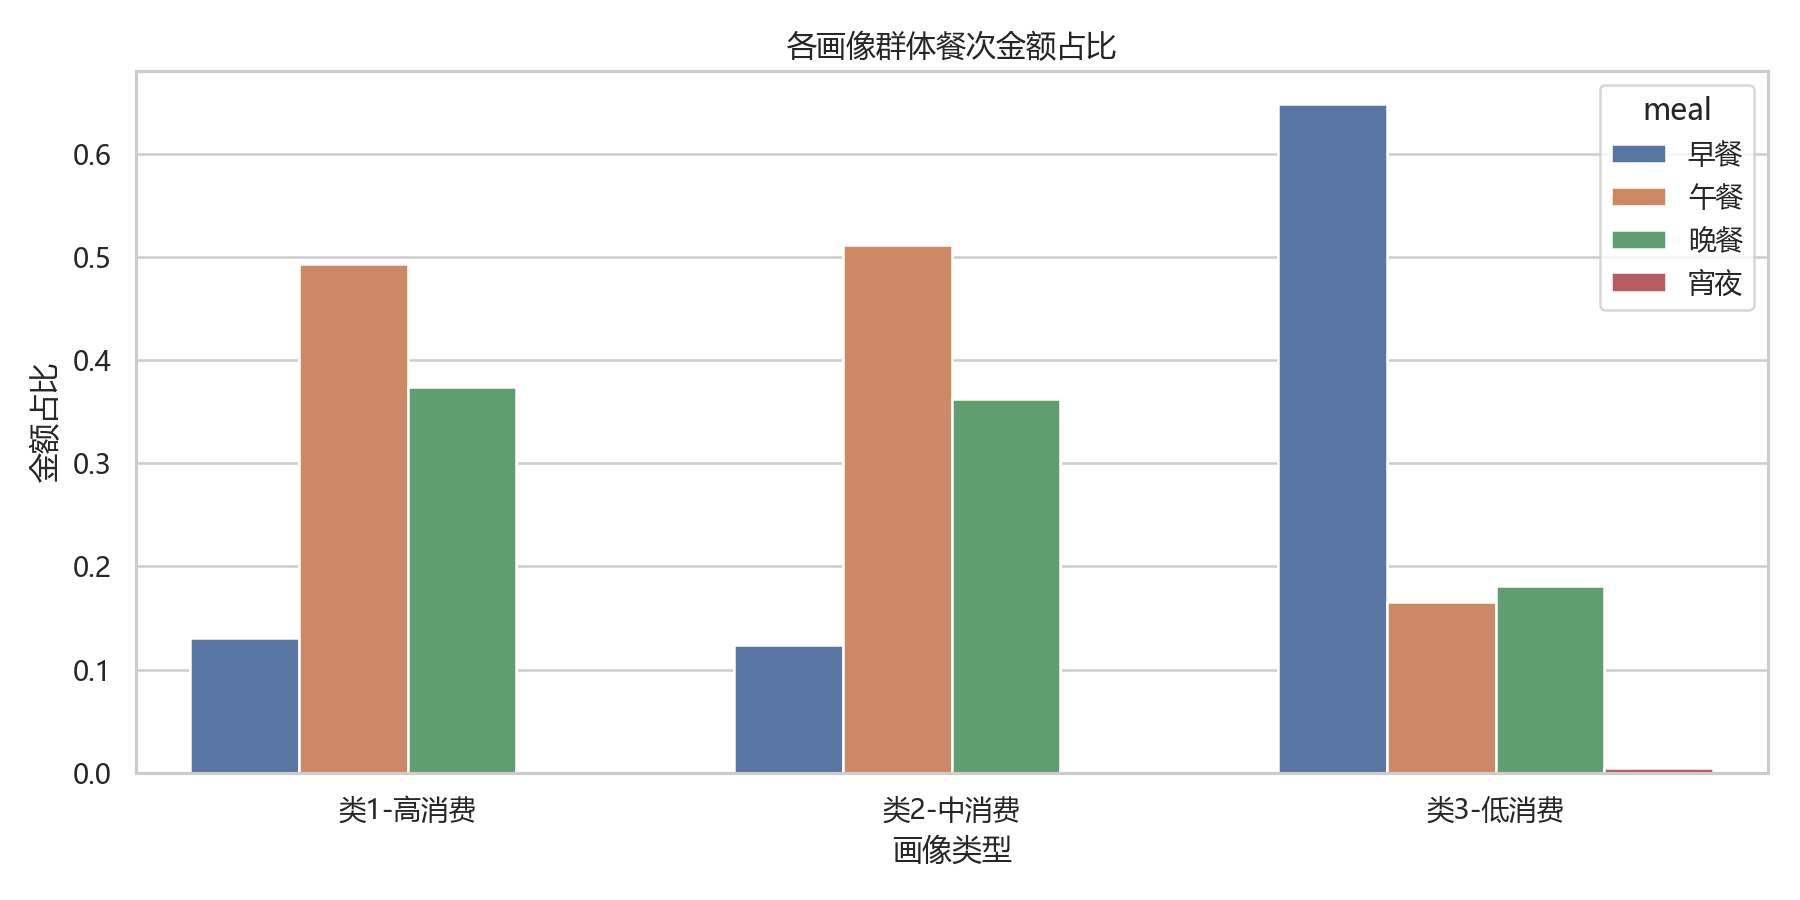 各画像群体餐次金额占比
金额占比
0.6
0.5
0.4
0.3
0.2
0.1
0.0
meal
早餐
午餐
晚餐
宵夜
类1-高消费
类2-中消费
类3-低消费
画像类型